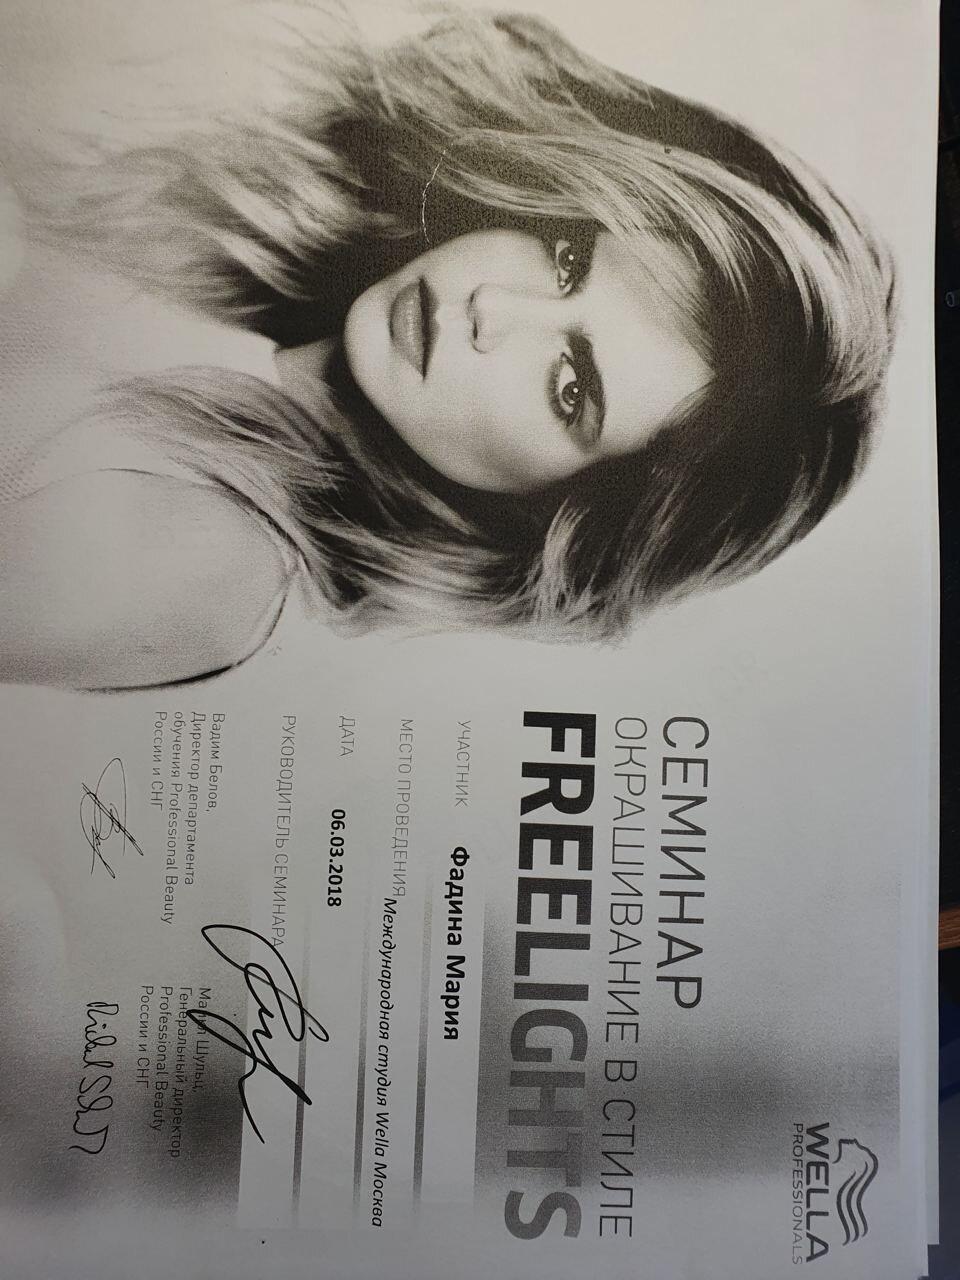 WELLA
PROFESSIONALS
СЕМИНАР
ОКРАШИВАНИЕ В СТИЛЕ
FREELIGHTS
УЧАСТНИК Фадина Мария
МЕСТО ПРОВЕДЕНИЯ Международная студия Wella Москва
ДАТА 06.03.2018
РУКОВОДИТЕЛЬ СЕМИНАРА
Вадим Белов,
Директор департамента
обучения Professional Beauty
России и СНГ
Шульц,
Генеральный директор
Professional Beauty
России и СНГ